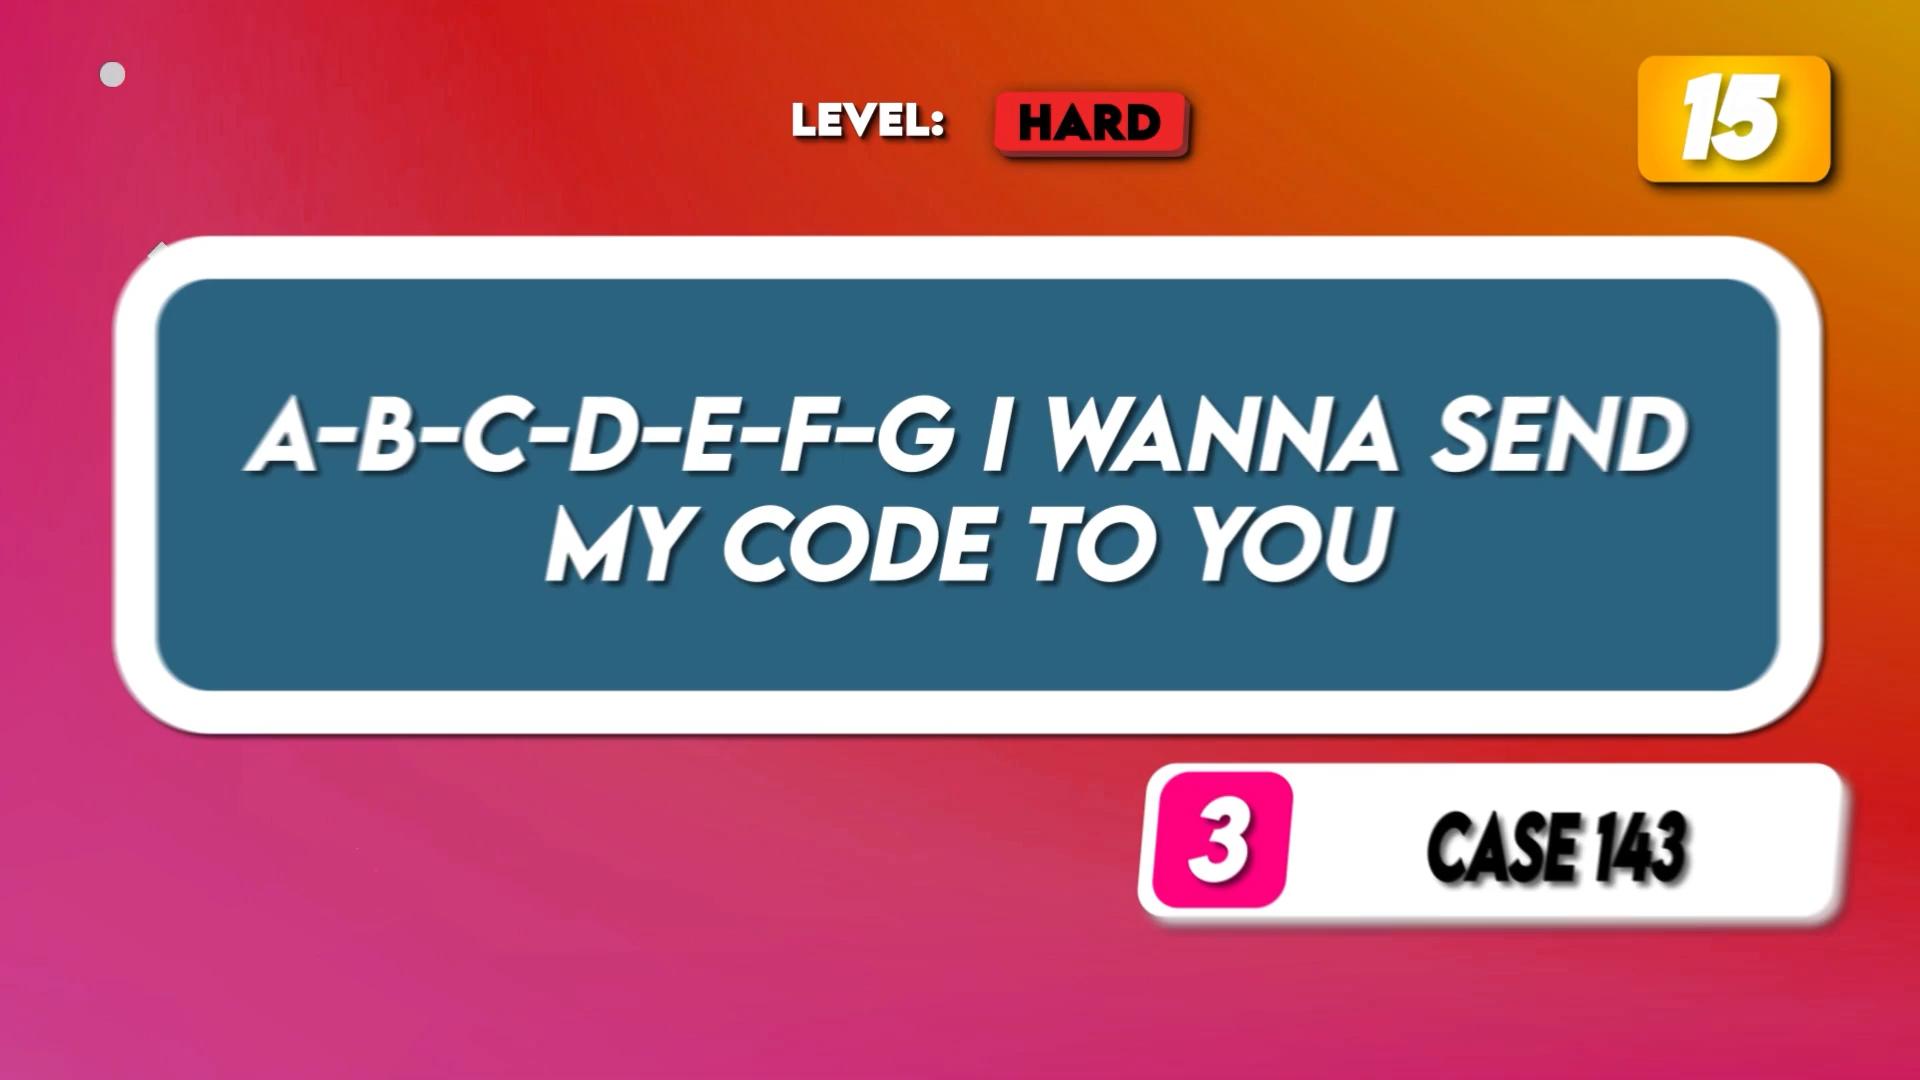 LEVEL: HARD
15
A-B-C-D-E-F-G I WANNA SEND
MY CODE TO YOU
3 CASE 143